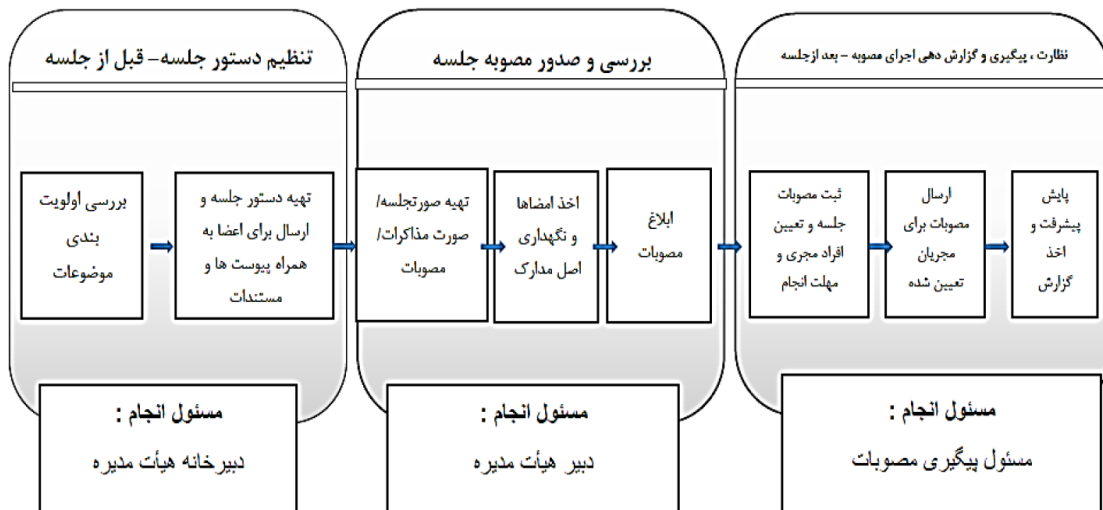 تنظیم دستور جلسه– قبل از جلسه
بررسی اولویت
بندی
موضوعات
تهیه دستور جلسه و
ارسال برای اعضا به
همراه پیوست ها و
مستندات
مسئول انجام :
دبیرخانه هیأت مدیره
بررسی و صدور مصوبه جلسه
تهیه صورتجلسه/
صورت مذاکرات/
مصوبات
اخذ امضاها
و نگهداری
اصل مدارک
ابلاغ
مصوبات
مسئول انجام :
دبیر هیأت مدیره
نظارت ، پیگیری و گزارش دهی اجرای مصوبه – بعد ازجلسه
ثبت مصوبات
جلسه و تعیین
افراد مجری و
مهلت انجام
ارسال
مصوبات برای
مجریان
تعیین شده
پایش
پیشرفت و
اخذ
گزارش
مسئول انجام :
مسئول پیگیری مصوبات